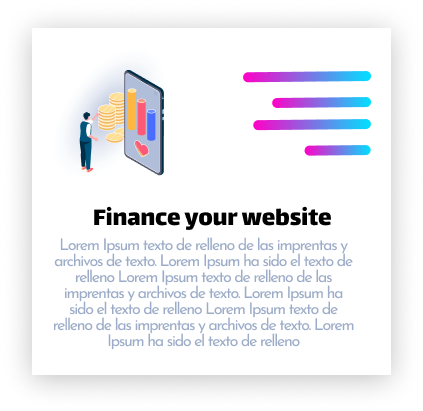 Finance your website
Lorem Ipsum texto de relleno de las imprentas y
archivos de texto. Lorem Ipsum ha sido el texto de
relleno Lorem Ipsum texto de relleno de las
imprentas y archivos de texto. Lorem Ipsum ha
sido el texto de relleno Lorem Ipsum texto de
relleno de las imprentas y archivos de texto. Lorem
Ipsum ha sido el texto de relleno